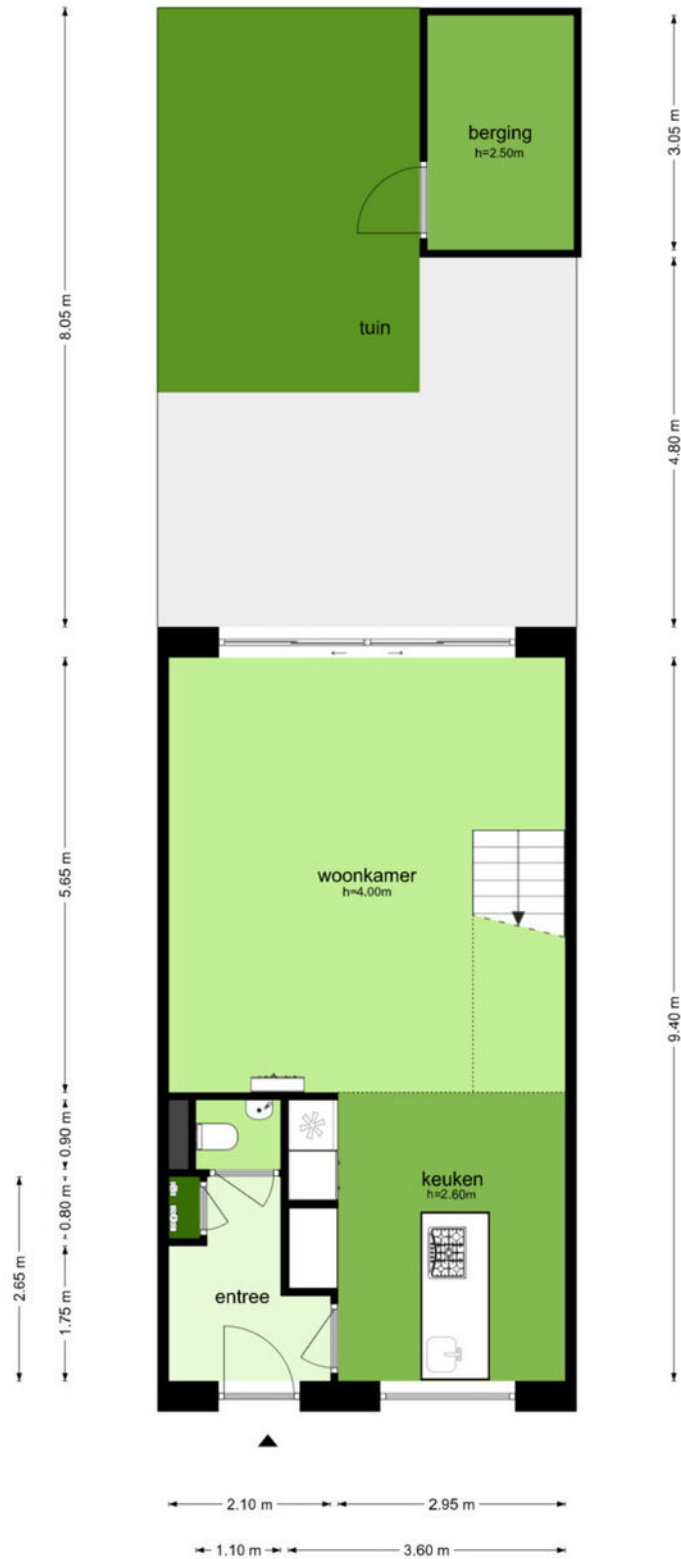 berging
h=2.50m
3.05 m
8.05 m
tuin
4.80 m
woonkamer
h=4.00m
5.65 m
9.40 m
0.90 m
keuken
h=2.60m
0.80 m
2.65 m
entree
1.75 m
2.10 m
2.95 m
1.10 m
3.60 m